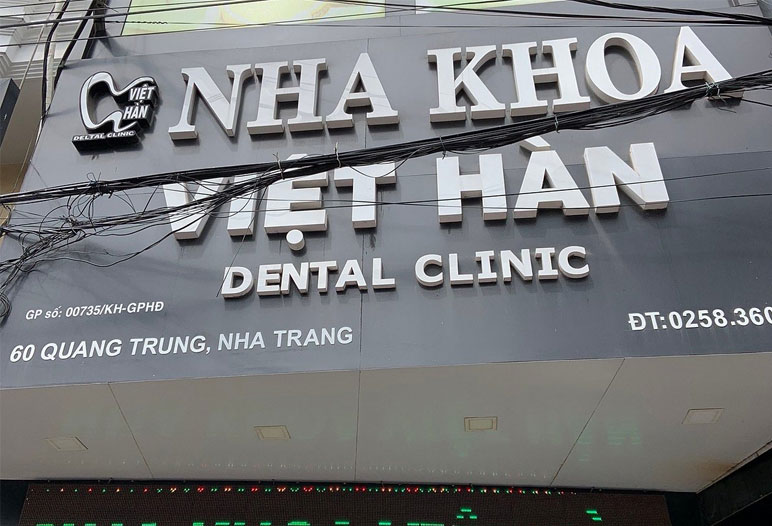 VIỆT
HÀN
DELTAL CLINIC
NHA KHOA
VIỆT HÀN
DENTAL CLINIC
GP số: 00735/KH-GPHĐ
60 QUANG TRUNG, NHA TRANG
ĐT:0258.360